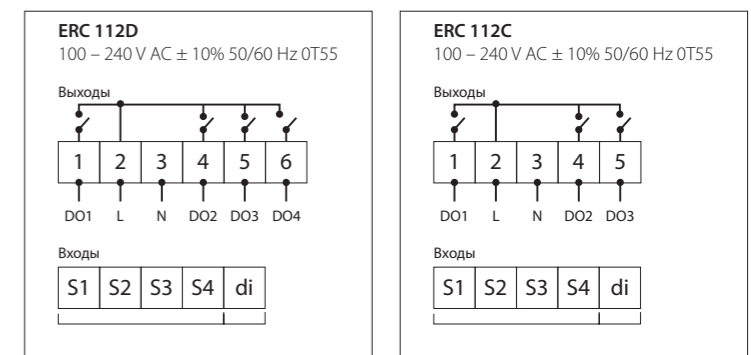 ERC 112D
100 – 240 V AC ± 10% 50/60 Hz 0T55
Выходы
1 2 3 4 5 6
DO1 L N DO2 DO3 DO4
Входы
S1 S2 S3 S4 di
ERC 112C
100 – 240 V AC ± 10% 50/60 Hz 0T55
Выходы
1 2 3 4 5
DO1 L N DO2 DO3
Входы
S1 S2 S3 S4 di